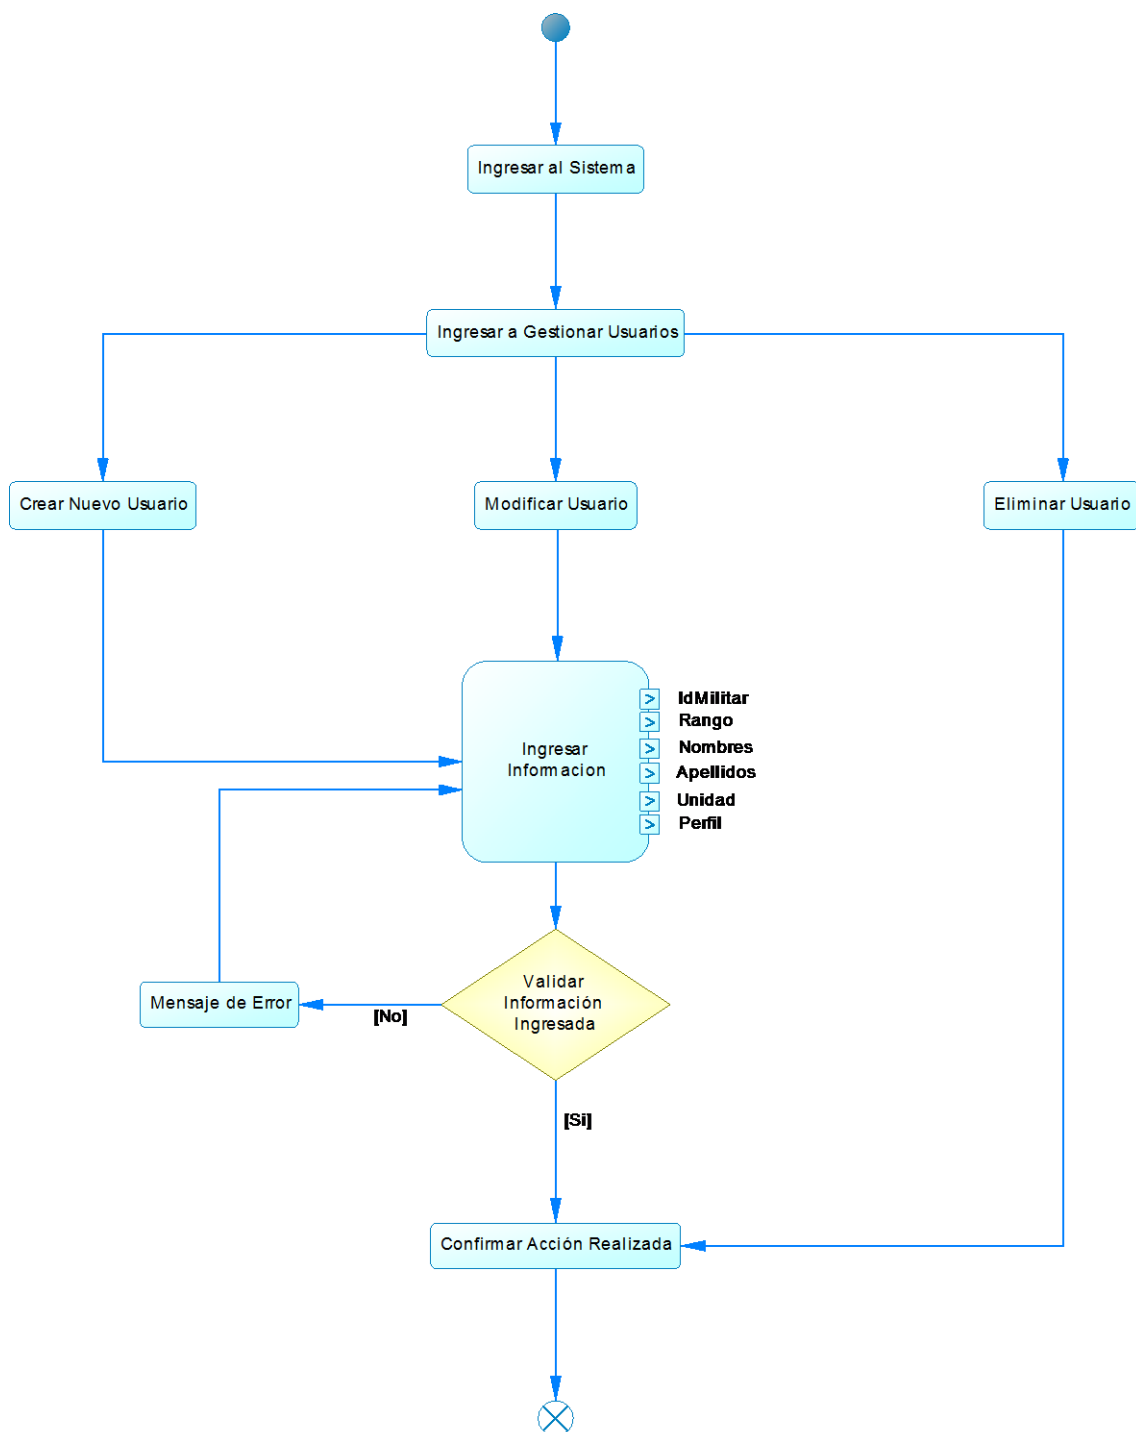 Ingresar al Sistema
Ingresar a Gestionar Usuarios
Crear Nuevo Usuario
Modificar Usuario
Eliminar Usuario
Ingresar
Informacion
IdMilitar
Rango
Nombres
Apellidos
Unidad
Perfil
Validar
Información
Ingresada
[No]
Mensaje de Error
[Si]
Confirmar Acción Realizada